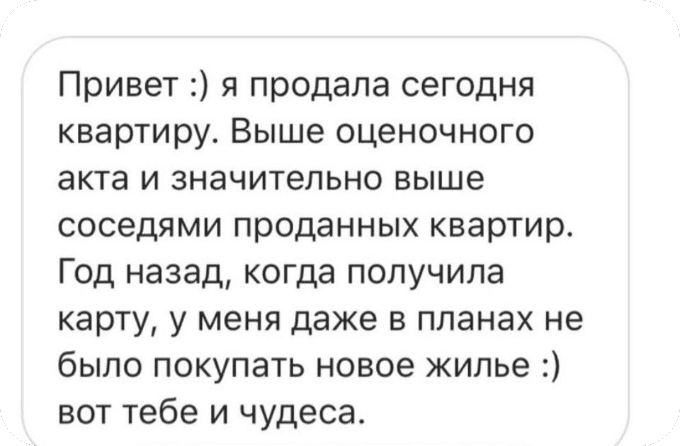 Привет :) я продала сегодня
квартиру. Выше оценочного
акта и значительно выше
соседями проданных квартир.
Год назад, когда получила
карту, у меня даже в планах не
было покупать новое жилье :)
вот тебе и чудеса.